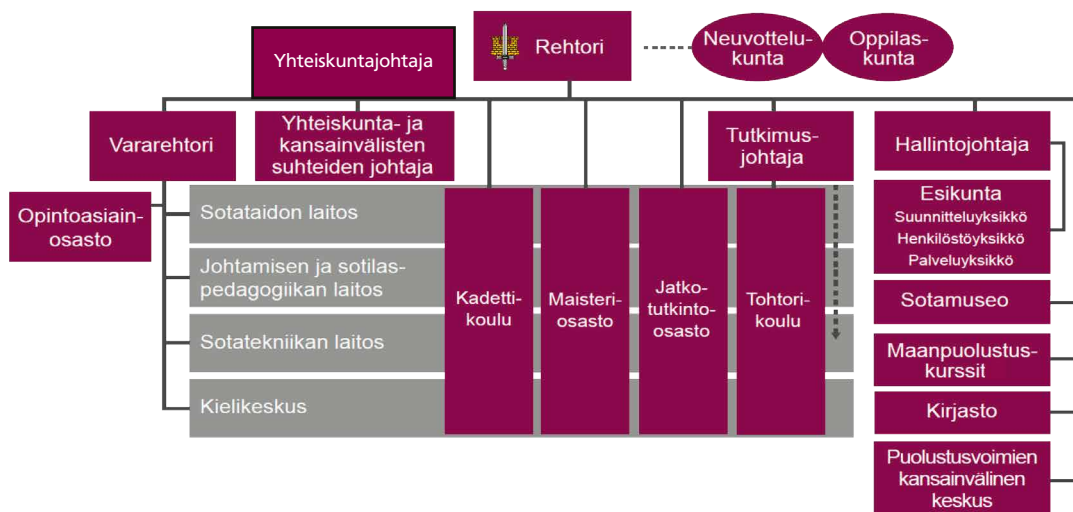 Yhteiskuntajohtaja
Rehtori
Neuvottelu-
kunta
Oppilas-
kunta
Vararehtori
Yhteiskunta- ja
kansainvälisten
suhteiden johtaja
Tutkimus-
johtaja
Hallintojohtaja
Opintoasiain-
osasto
Sotataidon laitos
Johtamisen ja sotilas-
pedagogiikan laitos
Sotatekniikan laitos
Kielikeskus
Kadetti-
koulu
Maisteri-
osasto
Jatko-
tutkinto-
osasto
Tohtori-
koulu
Esikunta
Suunnitteluyksikkö
Henkilöstöyksikkö
Palveluyksikkö
Sotamuseo
Maanpuolustus-
kurssit
Kirjasto
Puolustusvoimien
kansainvälinen
keskus